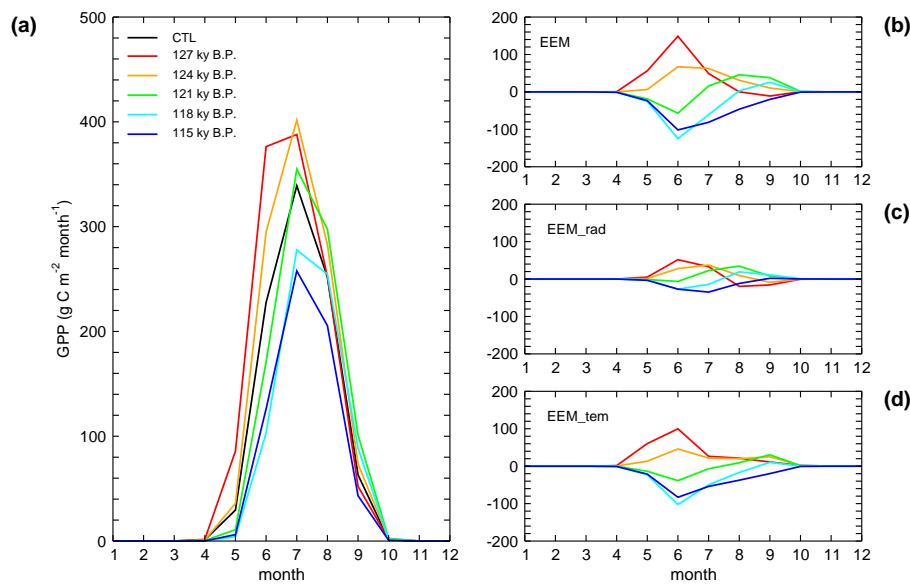 (a)
500
400
300
200
100
0
GPP (g C m-2 month-1)
CTL
127 ky B.P.
124 ky B.P.
121 ky B.P.
118 ky B.P.
115 ky B.P.
1 2 3 4 5 6 7 8 9 10 11 12
month
(b)
EEM
200
100
0
-100
-200
1 2 3 4 5 6 7 8 9 10 11 12
(c)
EEM_rad
200
100
0
-100
-200
1 2 3 4 5 6 7 8 9 10 11 12
(d)
EEM_tem
200
100
0
-100
-200
1 2 3 4 5 6 7 8 9 10 11 12
month